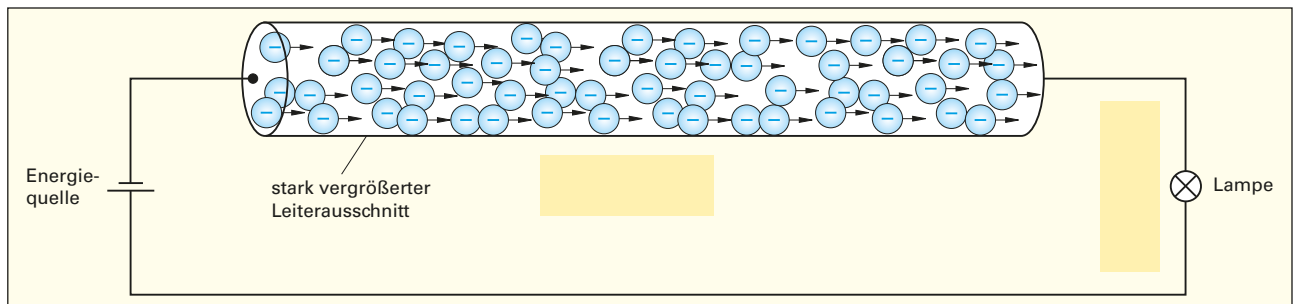 Energie-
quelle
stark vergrößerter
Leiterausschnitt
Lampe